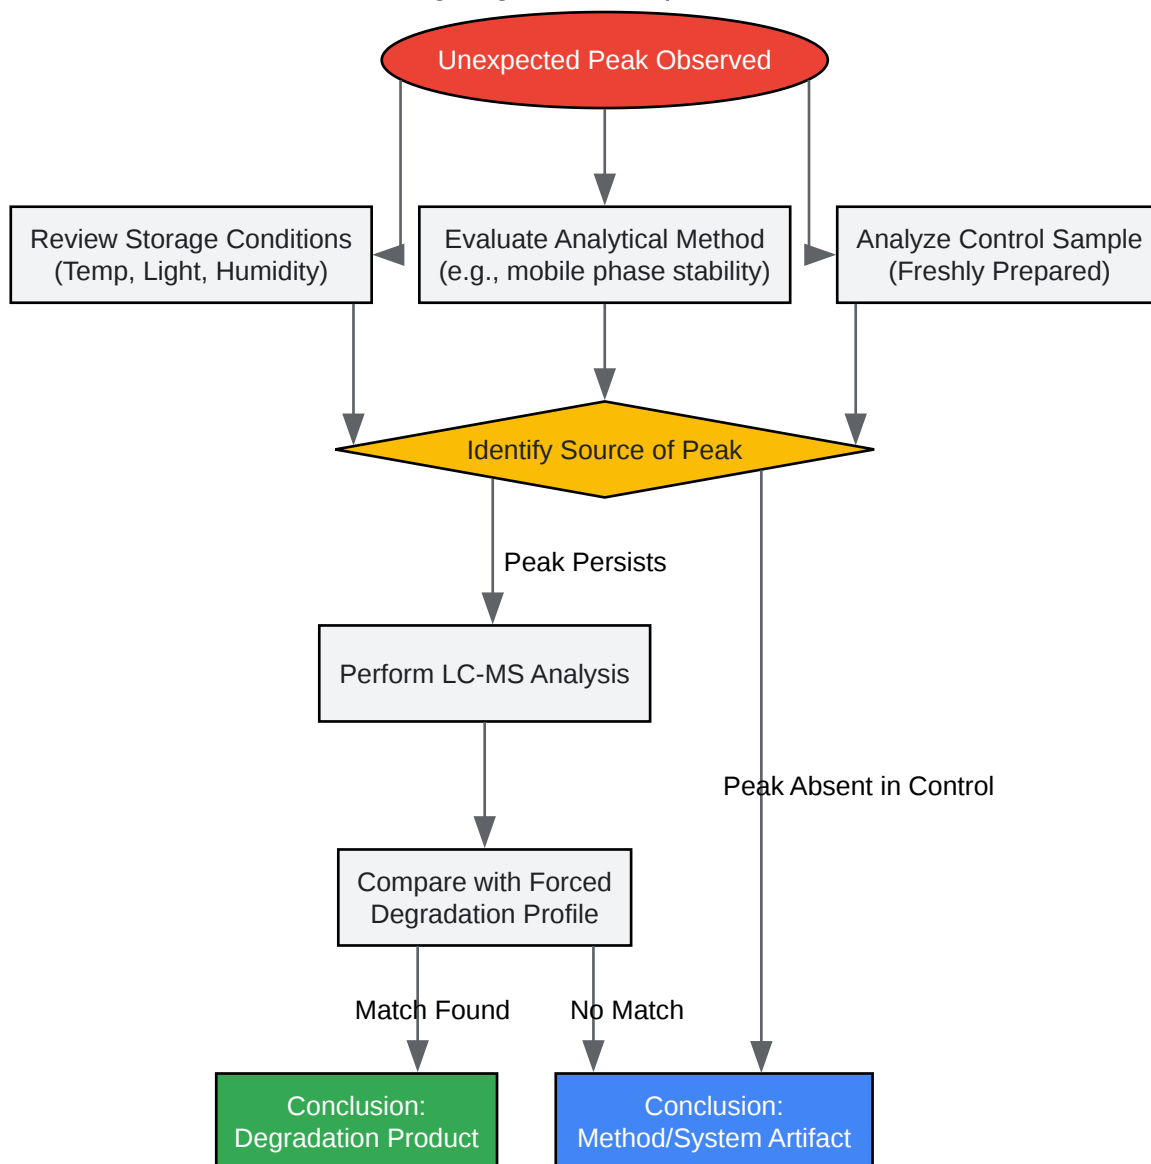 Unexpected Peak Observed
Review Storage Conditions
(Temp, Light, Humidity)
Evaluate Analytical Method
(e.g., mobile phase stability)
Analyze Control Sample
(Freshly Prepared)
Identify Source of Peak
Peak Persists
Perform LC-MS Analysis
Peak Absent in Control
Compare with Forced
Degradation Profile
Match Found
No Match
Conclusion:
Degradation Product
Conclusion:
Method/System Artifact